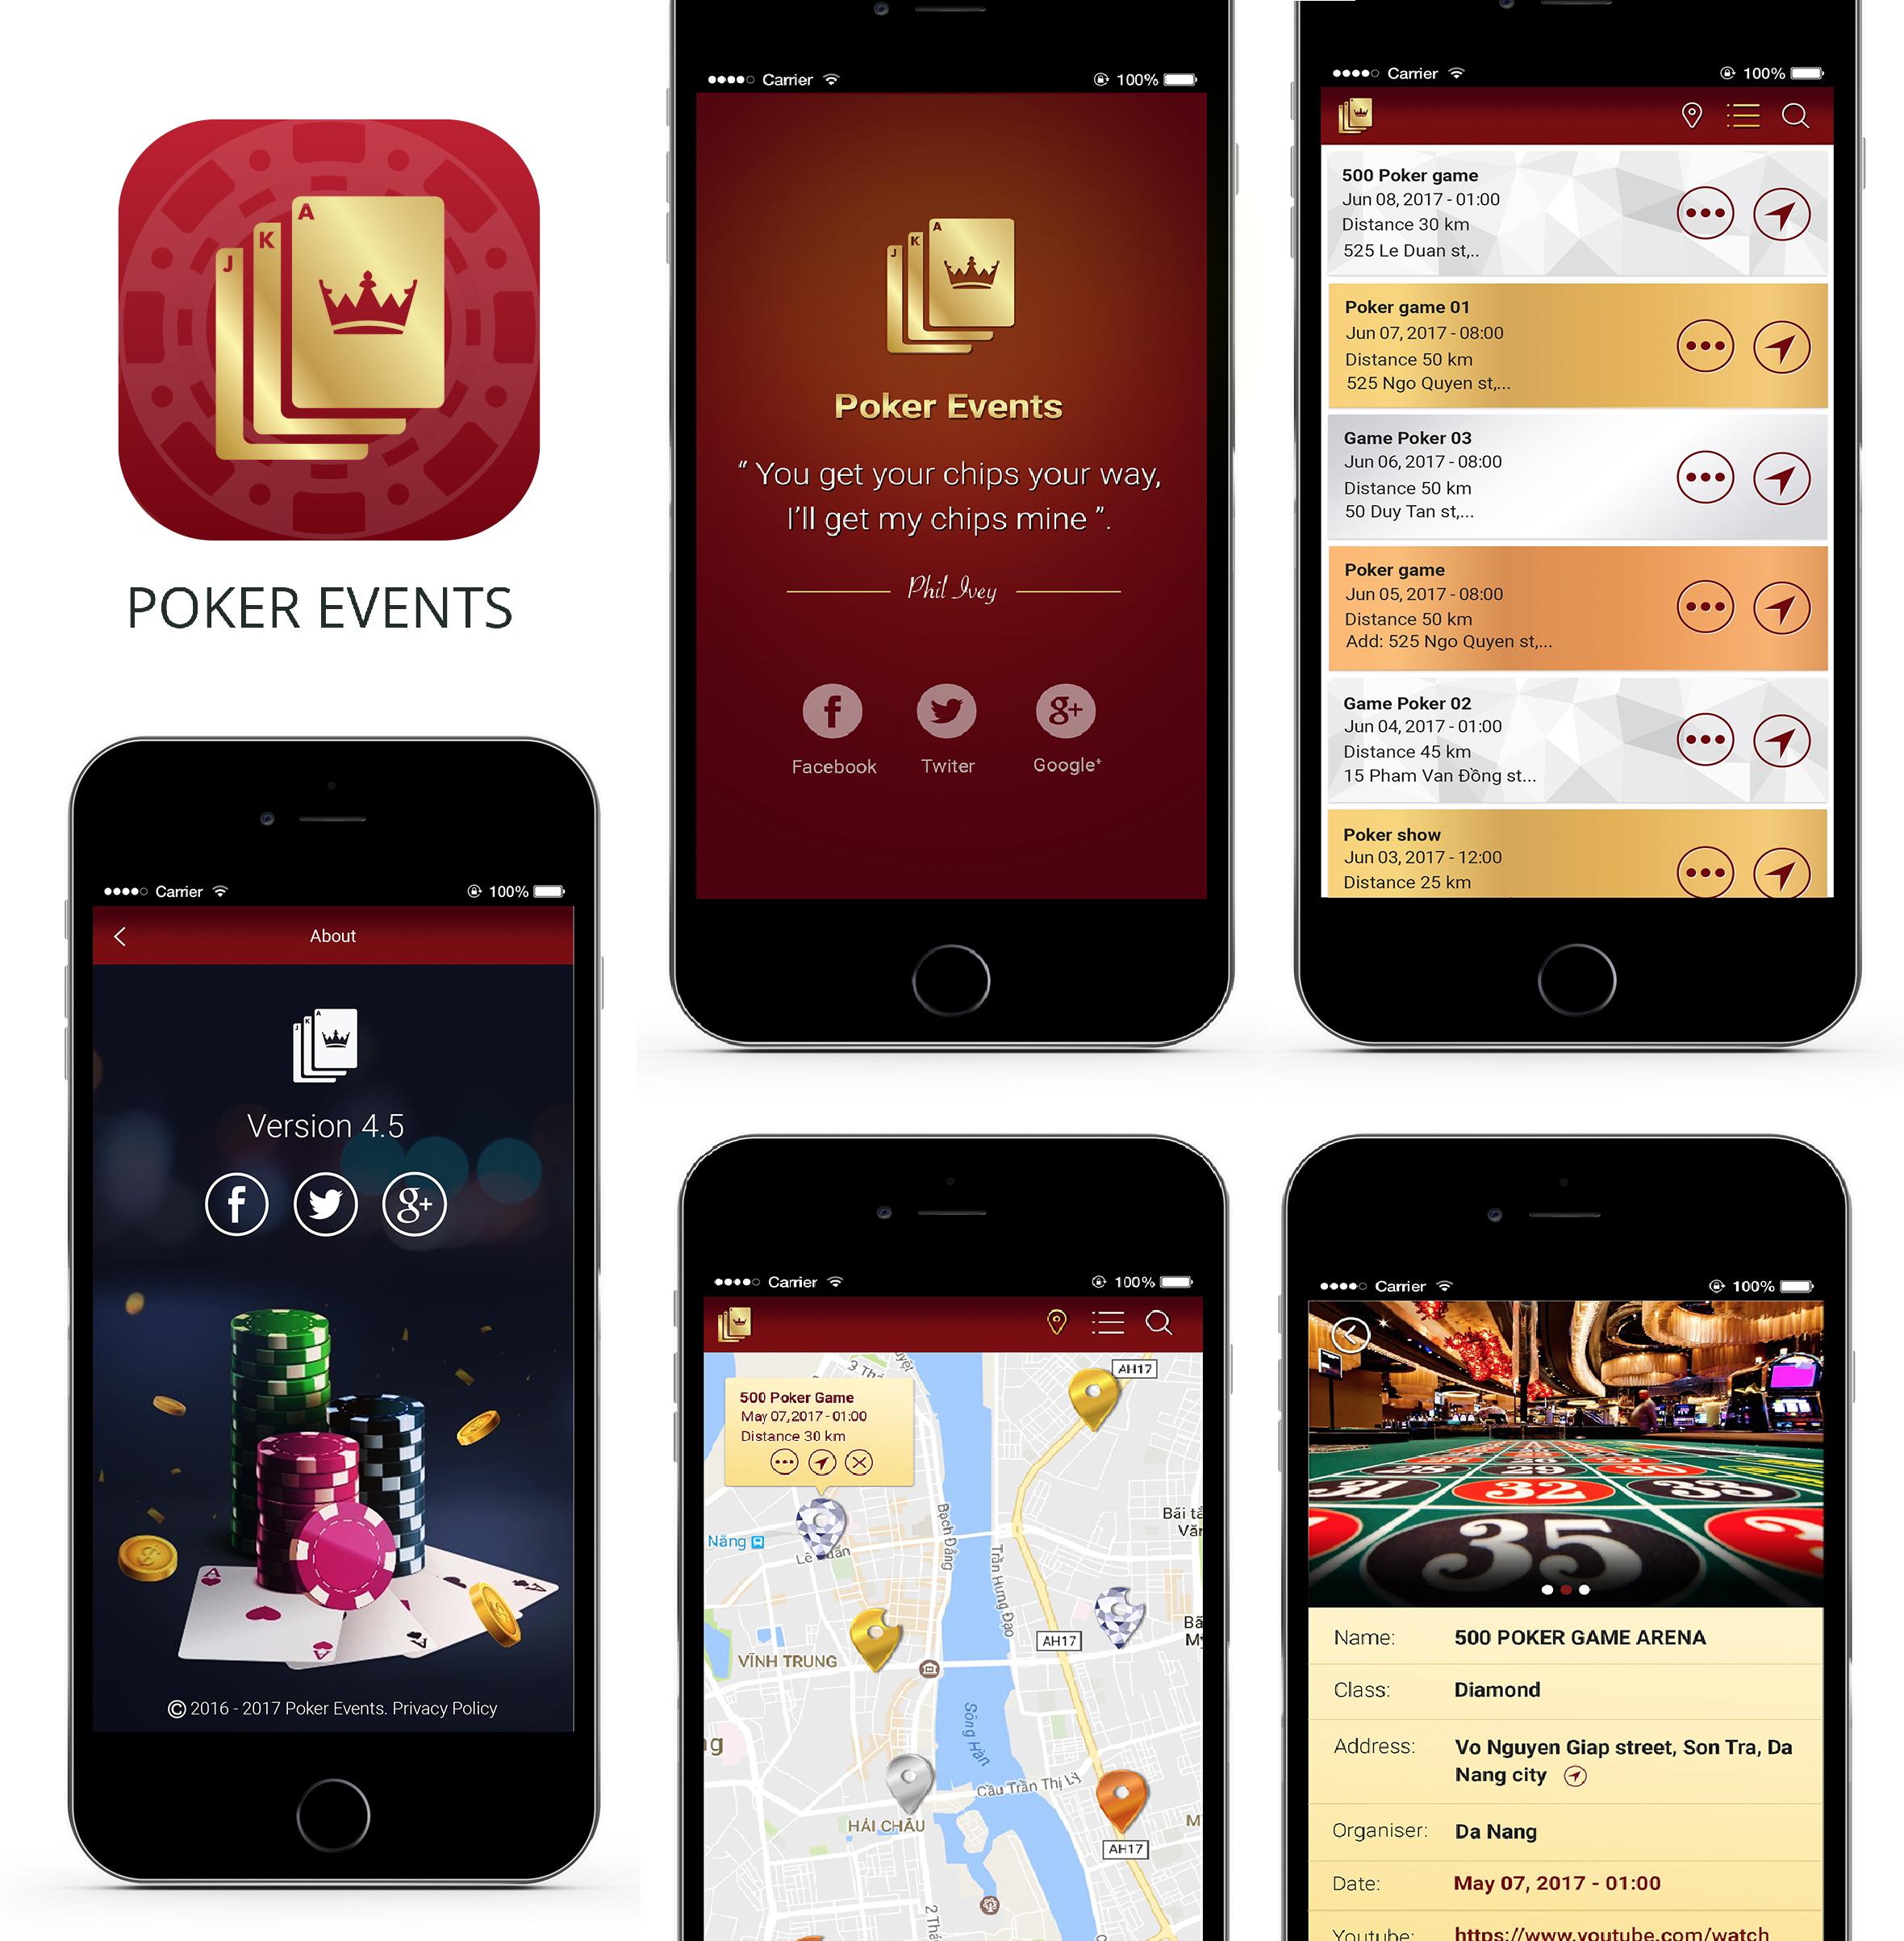 J
K
A
POKER EVENTS
Carrier
100%
J
K
A
Poker Events
“ You get your chips your way,
I’ll get my chips mine ”.
Phil Ivey
Facebook
Twiter
Google+
Carrier
100%
500 Poker game
Jun 08, 2017 - 01:00
Distance 30 km
525 Le Duan st,..
Poker game 01
Jun 07, 2017 - 08:00
Distance 50 km
525 Ngo Quyen st,...
Game Poker 03
Jun 06, 2017 - 08:00
Distance 50 km
50 Duy Tan st,...
Poker game
Jun 05, 2017 - 08:00
Distance 50 km
Add: 525 Ngo Quyen st,...
Game Poker 02
Jun 04, 2017 - 01:00
Distance 45 km
15 Pham Van Đồng st...
Poker show
Jun 03, 2017 - 12:00
Distance 25 km
Carrier
100%
About
J
K
A
Version 4.5
f
g+
A
A
A
© 2016 - 2017 Poker Events. Privacy Policy
Carrier
100%
AH17
500 Poker Game
May 07, 2017 - 01:00
Distance 30 km
Bạch Đằng
Trần Hưng Đạo
Năng
VĨNH TRUNG
AH17
Sông Hàn
Cầu Trần Thị Lý
HẢI CHÂU
AH17
Carrier
100%
31
32
33
29
35
Name: 500 POKER GAME ARENA
Class: Diamond
Address: Vo Nguyen Giap street, Son Tra, Da
Nang city
Organiser: Da Nang
Date: May 07, 2017 - 01:00
Youtube: https://www.youtube.com/watch